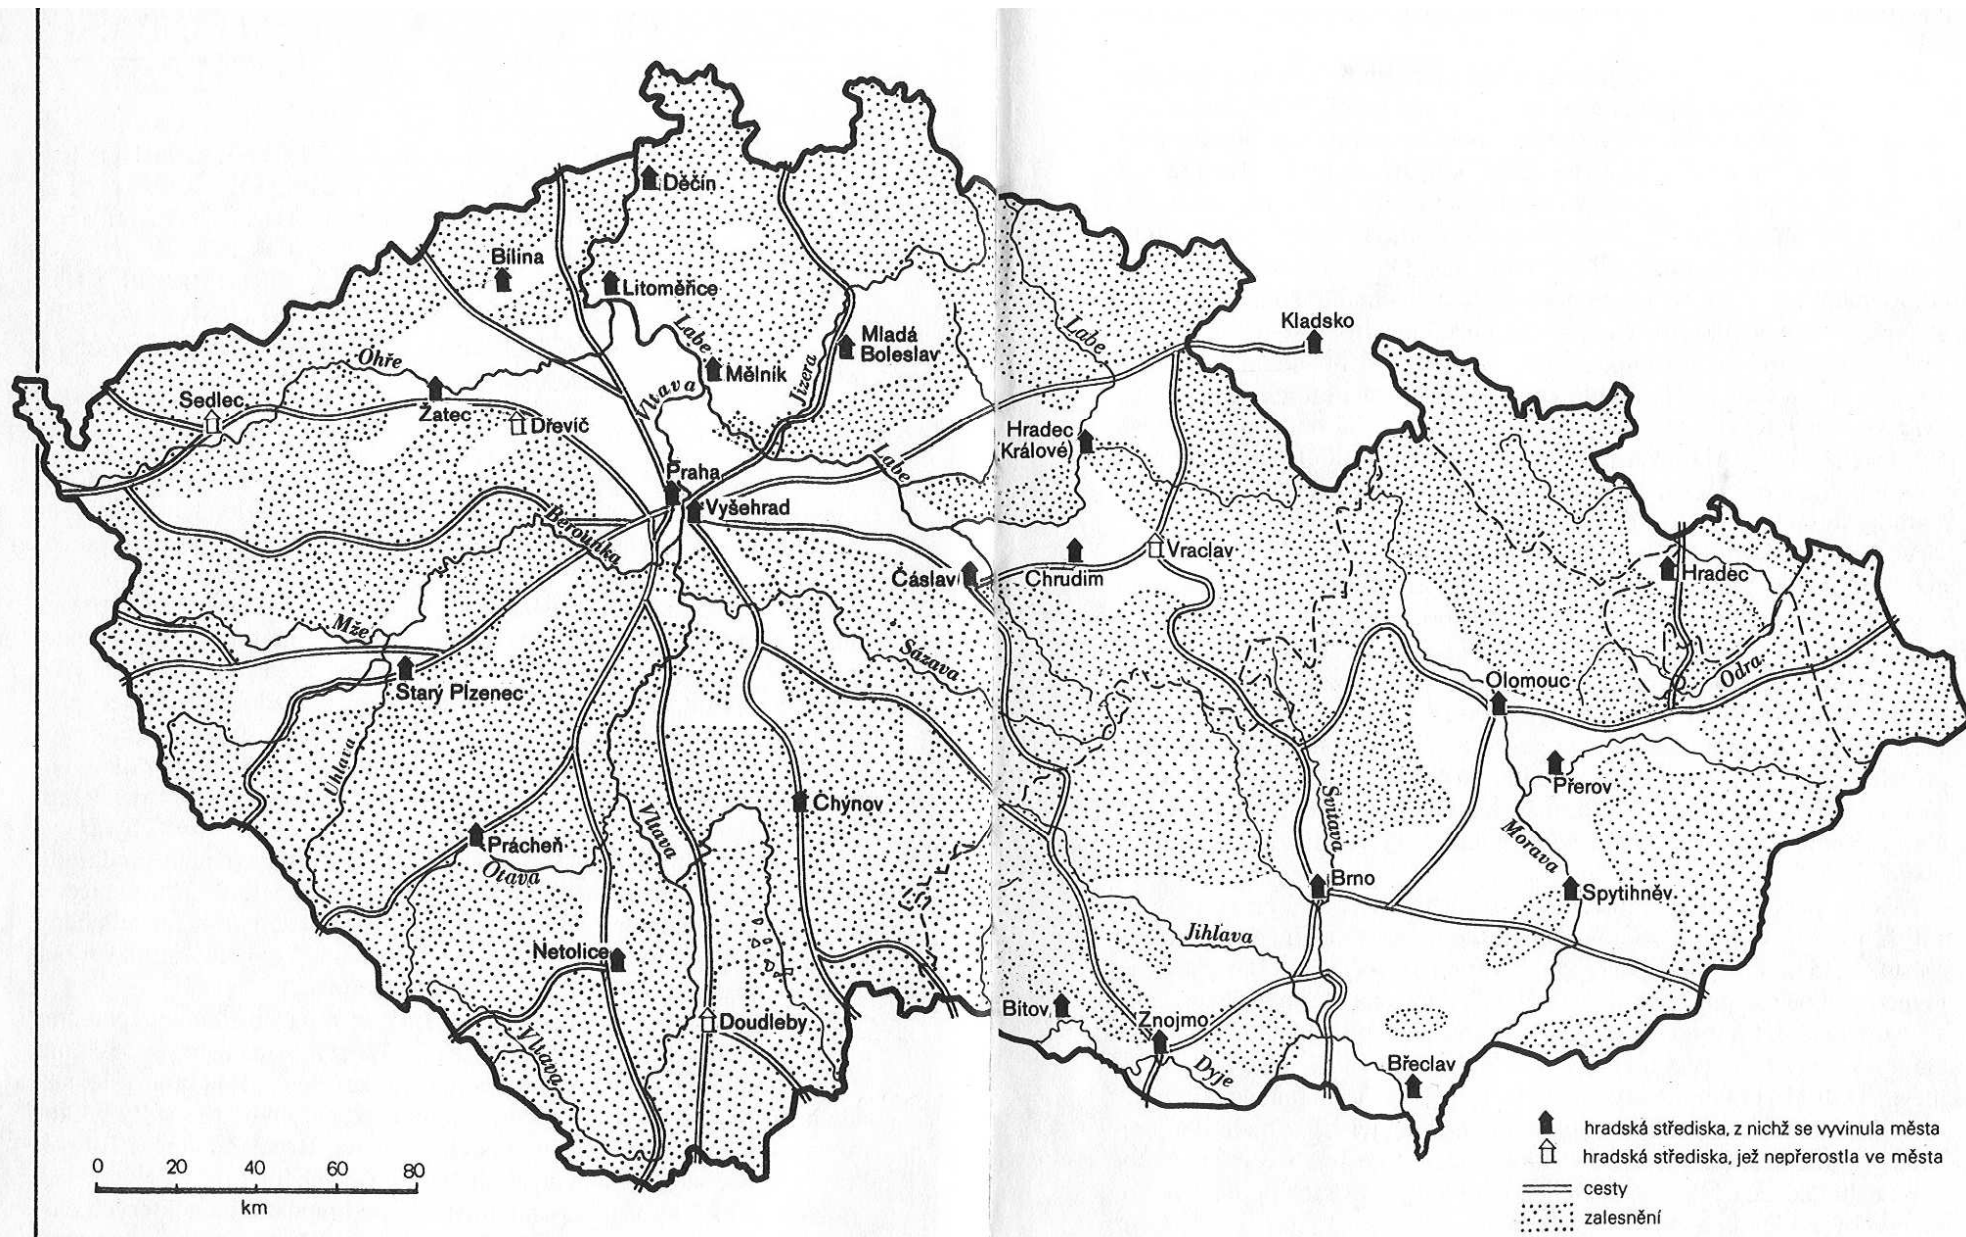 Děčín
Bílina
Litoměřice
Labe
Mělník
Mladá
Boleslav
Jizera
Labe
Kladsko
Ohře
Sedlec
Žatec
Dřevíč
Vltava
Hradec
Králové)
Labe
Praha
Vyšehrad
Berounka
Čáslav
Chrudim
Vraclav
Hradec
Mže
Starý Plzenec
Sázava
Olomouc
Odra
Úhlava
Chýnov
Přerov
Prácheň
Otava
Vltava
Svitava
Morava
Brno
Spytihněv
Netolice
Jihlava
Bítov
Znojmo
Doudleby
Vltava
Dyje
Břeclav
0 20 40 60 80
km
hradská střediska, z nichž se vyvinula města
hradská střediska, jež nepřerostla ve města
cesty
zalesnění